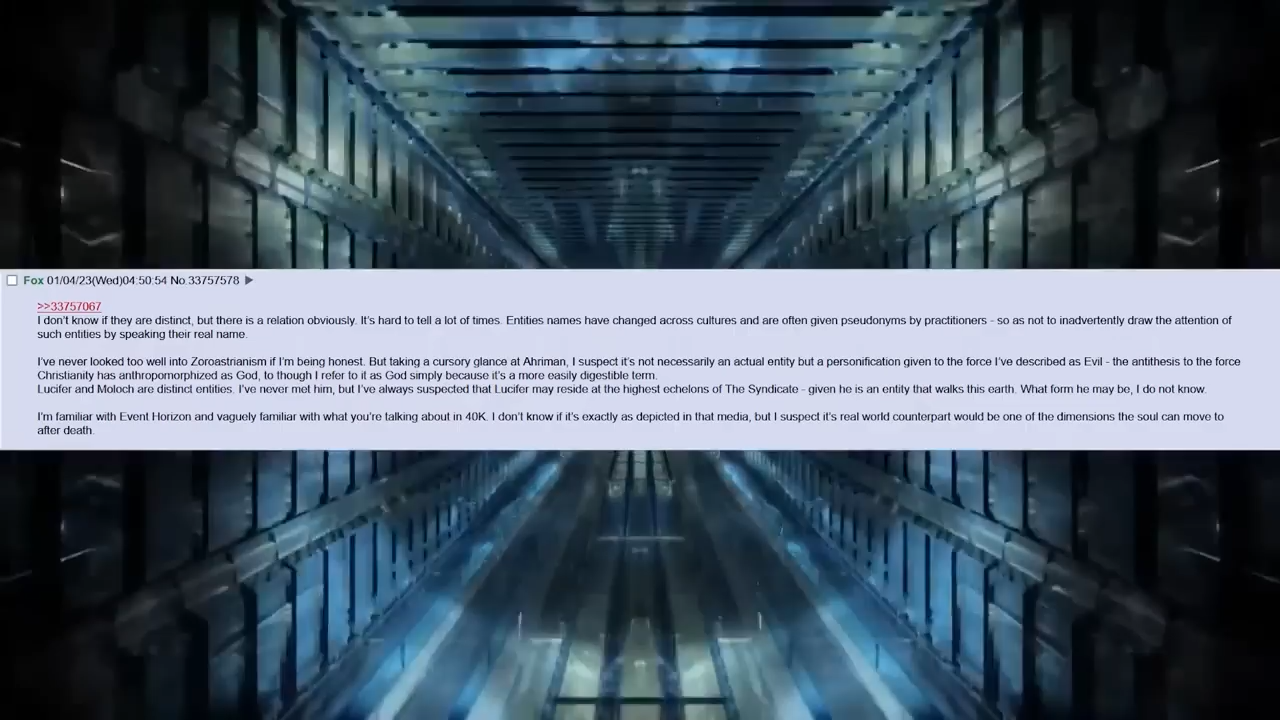 Fox 01/04/23(Wed)04:50:54 No.33757578 ▶
>>33757067
I don't know if they are distinct, but there is a relation obviously. It's hard to tell a lot of times. Entities names have changed across cultures and are often given pseudonyms by practitioners - so as not to inadvertently draw the attention of
such entities by speaking their real name.
I've never looked too well into Zoroastrianism if I'm being honest. But taking a cursory glance at Ahriman, I suspect it's not necessarily an actual entity but a personification given to the force I've described as Evil - the antithesis to the force
Christianity has anthropomorphized as God, to though I refer to it as God simply because it's a more easily digestible term.
Lucifer and Moloch are distinct entities. I've never met him, but I've always suspected that Lucifer may reside at the highest echelons of The Syndicate - given he is an entity that walks this earth. What form he may be, I do not know.
I'm familiar with Event Horizon and vaguely familiar with what you're talking about in 40K. I don't know if it's exactly as depicted in that media, but I suspect it's real world counterpart would be one of the dimensions the soul can move to
after death.